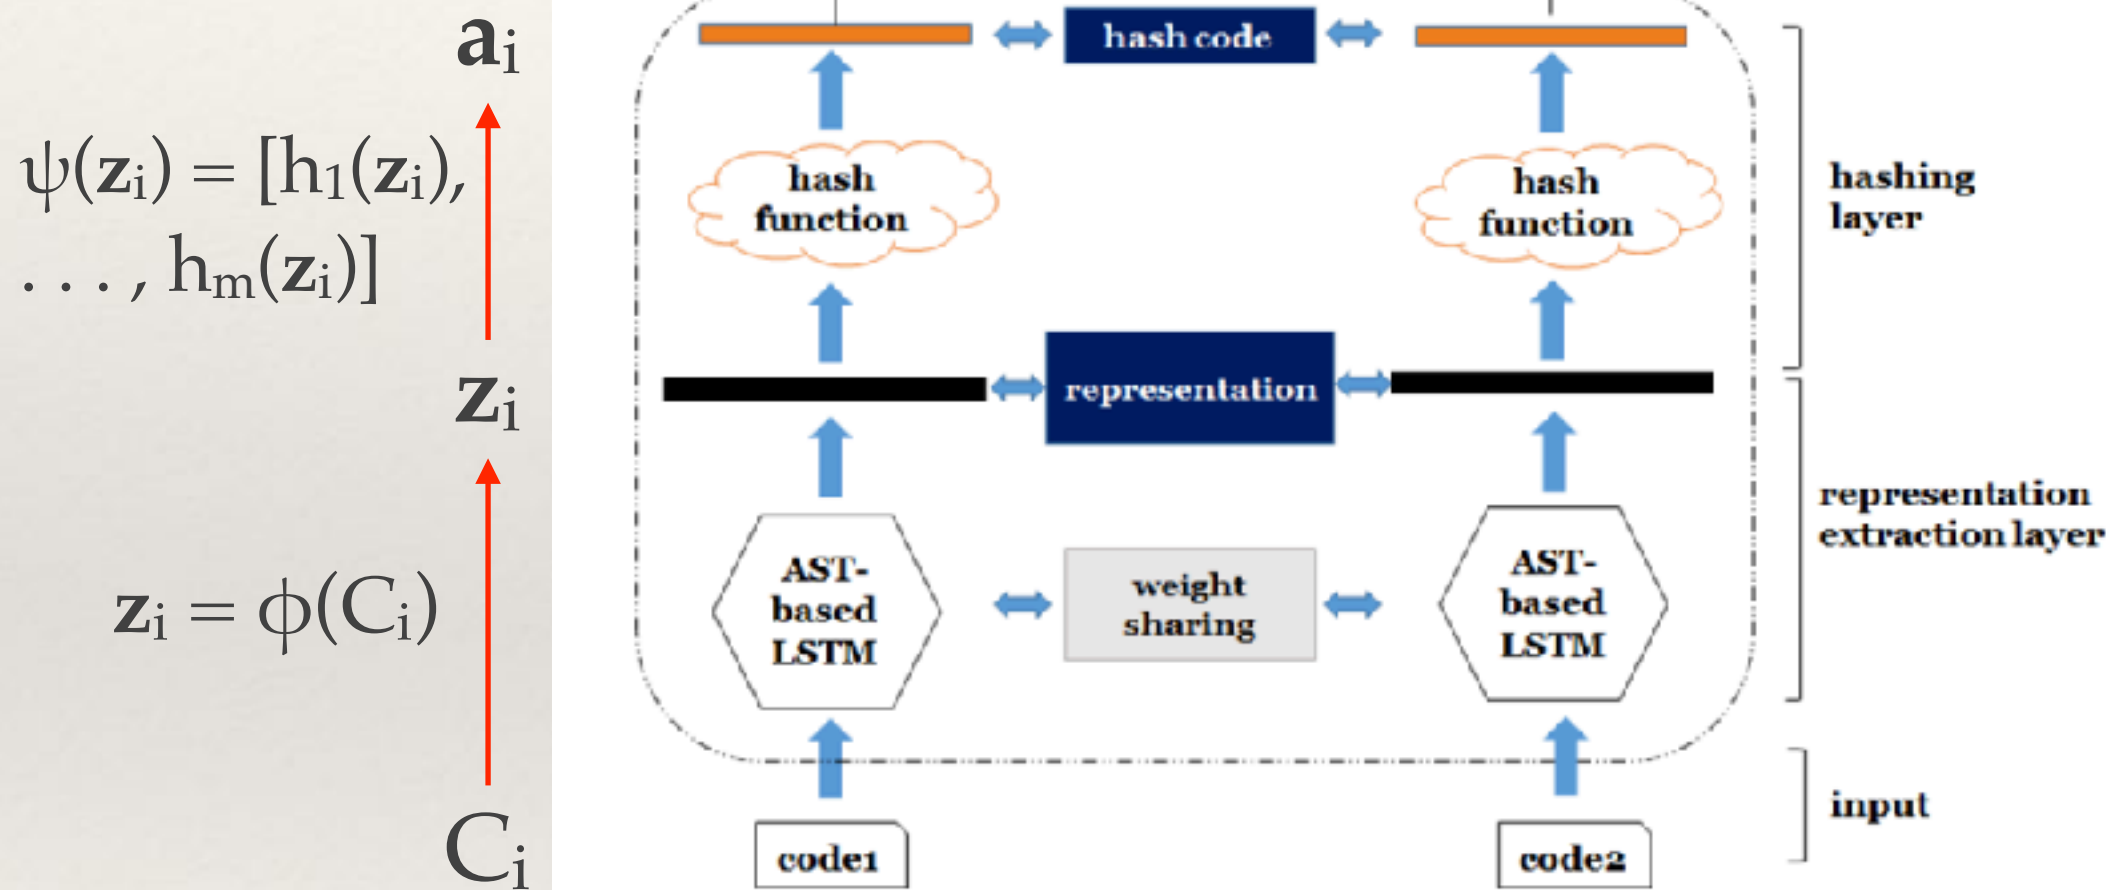 aᵢ
ψ(zᵢ) = [h₁(zᵢ),
. . . , hₘ(zᵢ)]
zᵢ
zᵢ = ϕ(Cᵢ)
Cᵢ
hash code
hash
function
hash
function
hashing
layer
representation
AST-
based
LSTM
weight
sharing
AST-
based
LSTM
representation
extraction layer
code1
code2
input